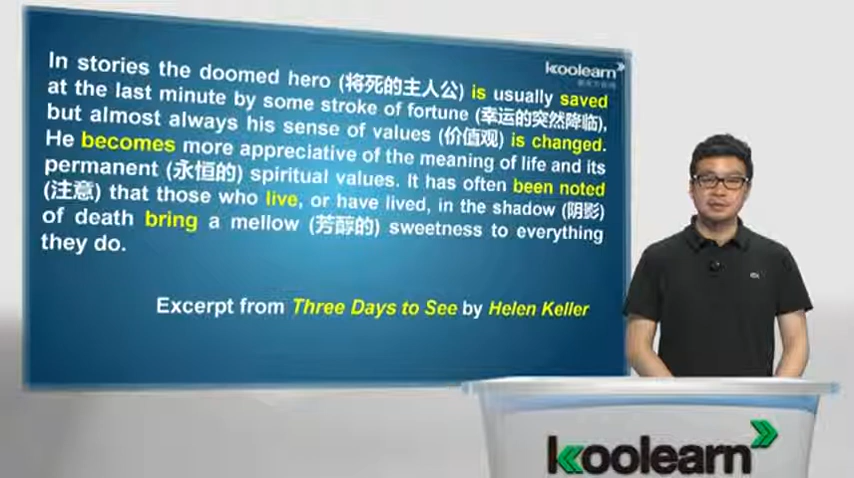 In stories the doomed hero (将死的主人公) is usually saved
at the last minute by some stroke of fortune (幸运的突然降临),
but almost always his sense of values (价值观) is changed.
He becomes more appreciative of the meaning of life and its
permanent (永恒的) spiritual values. It has often been noted
(注意) that those who live, or have lived, in the shadow (阴影)
of death bring a mellow (芳醇的) sweetness to everything
they do.
Excerpt from Three Days to See by Helen Keller
koolearn
koolearn